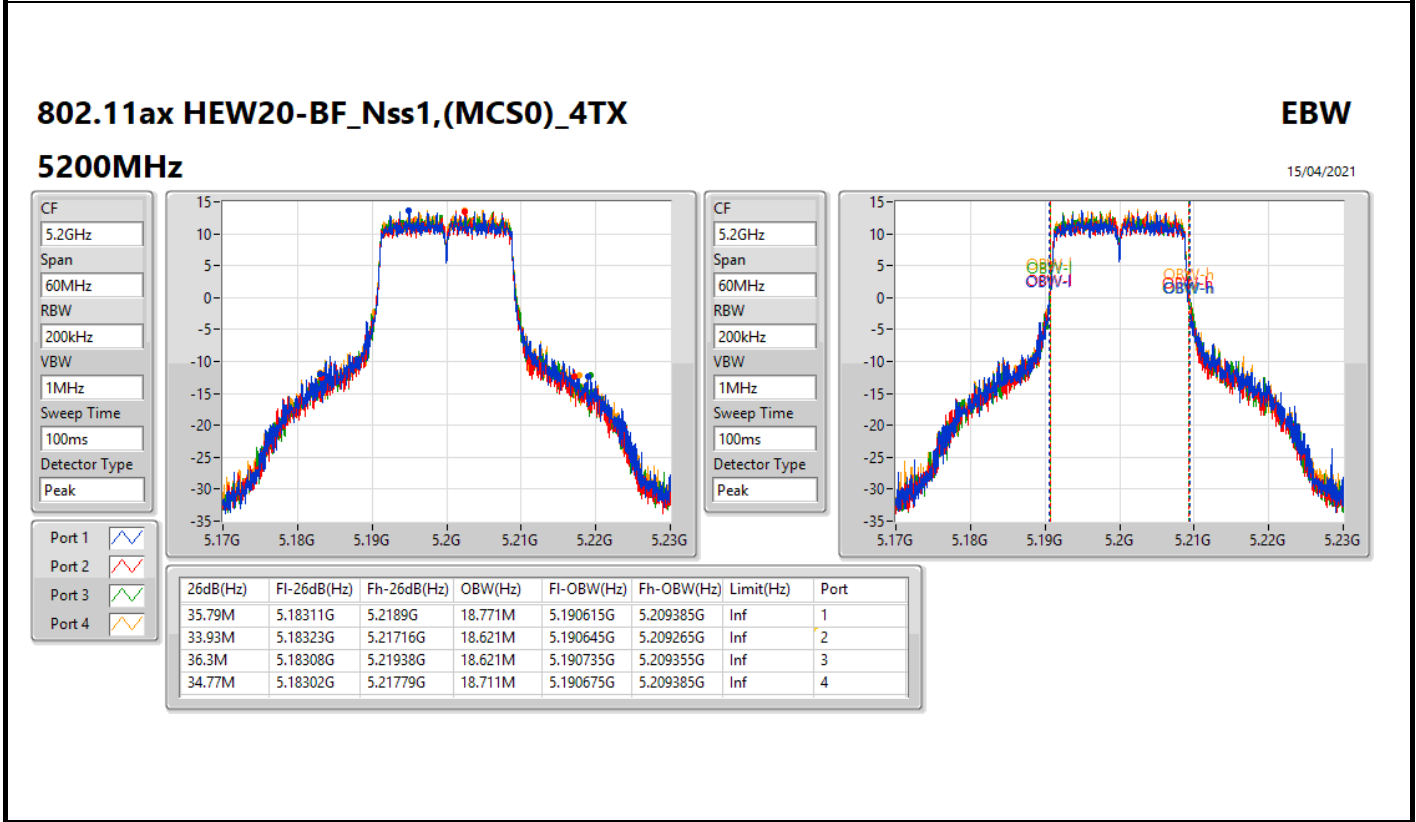 802.11ax HEW20-BF_Nss1,(MCS0)_4TX
EBW
5200MHz
15/04/2021
CF
5.2GHz
Span
60MHz
RBW
200kHz
VBW
1MHz
Sweep Time
100ms
Detector Type
Peak
15
10
5
0
-5
-10
-15
-20
-25
-30
-35
5.17G 5.18G 5.19G 5.2G 5.21G 5.22G 5.23G
CF
5.2GHz
Span
60MHz
RBW
200kHz
VBW
1MHz
Sweep Time
100ms
Detector Type
Peak
15
10
5
0
-5
-10
-15
-20
-25
-30
-35
OBW-l
OBW-l
OBW-h
OBW-h
5.17G 5.18G 5.19G 5.2G 5.21G 5.22G 5.23G
Port 1
Port 2
Port 3
Port 4
26dB(Hz) Fl-26dB(Hz) Fh-26dB(Hz) OBW(Hz) Fl-OBW(Hz) Fh-OBW(Hz) Limit(Hz) Port
35.79M 5.18311G 5.2189G 18.771M 5.190615G 5.209385G Inf 1
33.93M 5.18323G 5.21716G 18.621M 5.190645G 5.209265G Inf 2
36.3M 5.18308G 5.21938G 18.621M 5.190735G 5.209355G Inf 3
34.77M 5.18302G 5.21779G 18.711M 5.190675G 5.209385G Inf 4